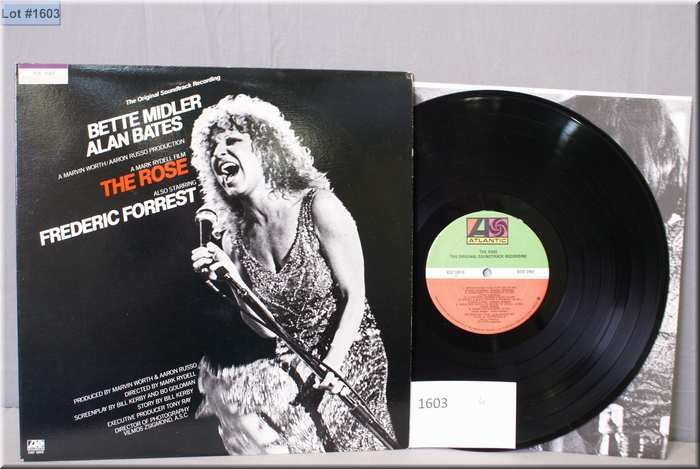 Lot #1603
The Original Soundtrack Recording
BETTE MIDLER
ALAN BATES
A MARVIN WORTH/AARON RUSSO PRODUCTION
A MARK RYDELL FILM
THE ROSE
ALSO STARRING
FREDERIC FORREST
PRODUCED BY MARVIN WORTH & AARON RUSSO
DIRECTED BY MARK RYDELL
SCREENPLAY BY BILL KERBY AND BO GOLDMAN
STORY BY BILL KERBY
EXECUTIVE PRODUCER TONY RAY
DIRECTOR OF PHOTOGRAPHY
VILMOS ZSIGMOND, A.S.C.
ATLANTIC
THE ROSE
THE ORIGINAL SOUNDTRACK RECORDING
SIDE ONE
1603